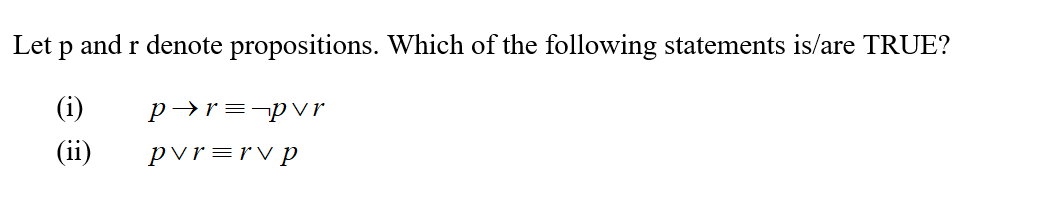 Let p and r denote propositions. Which of the following statements is/are TRUE?
(i) p→r≡¬p∨r
(ii) p∨r≡r∨p